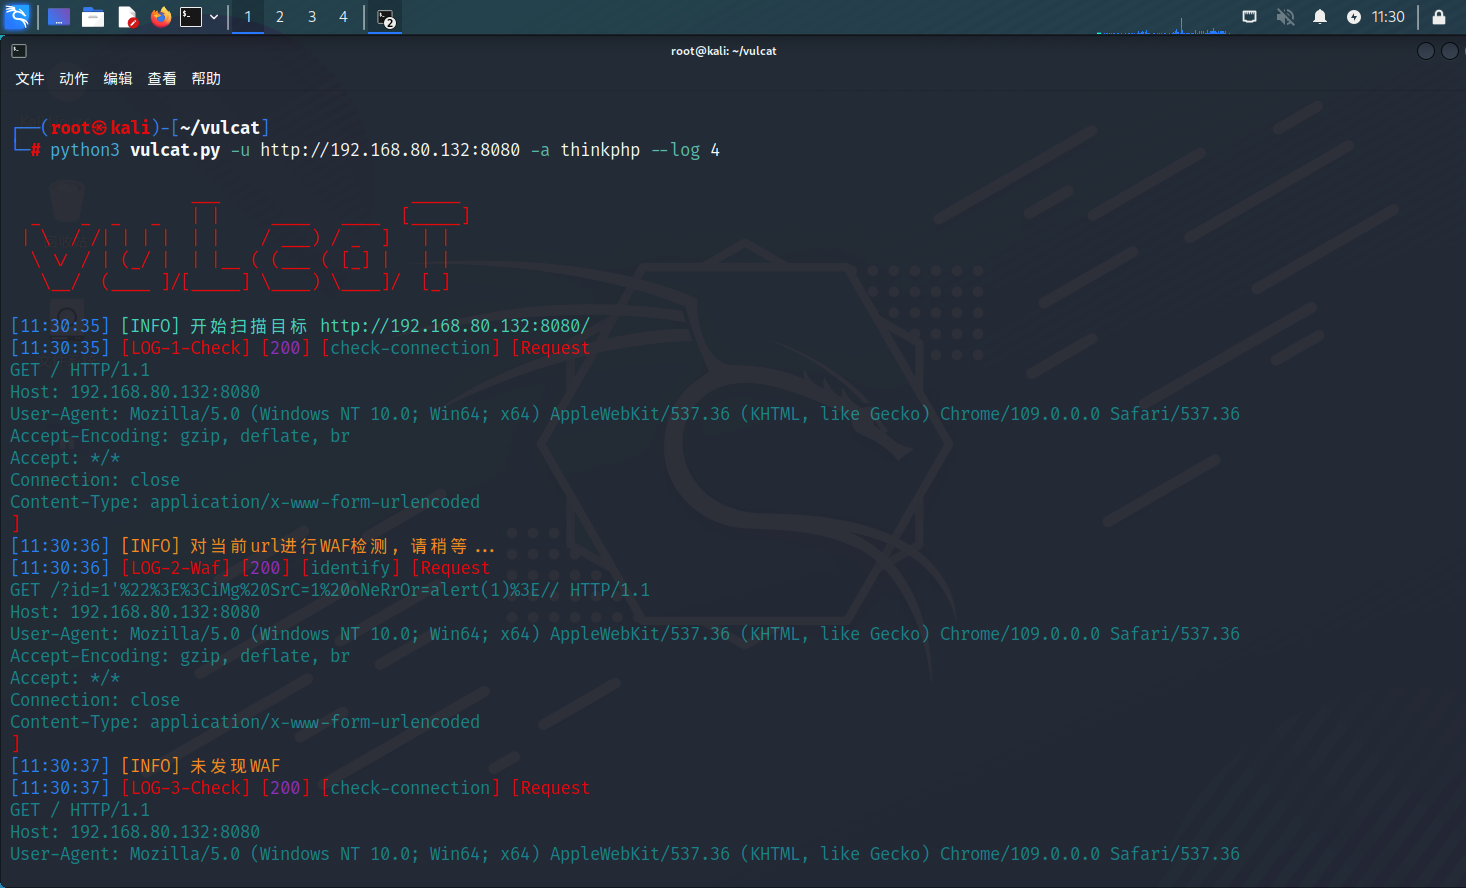 1 2 3 4 2 11:30
root@kali: ~/vulcat
文件 动作 编辑 查看 帮助
┌──(root㉿kali)-[~/vulcat]
└─# python3 vulcat.py -u http://192.168.80.132:8080 -a thinkphp --log 4
vulcat
[11:30:35] [INFO] 开始扫描目标 http://192.168.80.132:8080/
[11:30:35] [LOG-1-Check] [200] [check-connection] [Request
GET / HTTP/1.1
Host: 192.168.80.132:8080
User-Agent: Mozilla/5.0 (Windows NT 10.0; Win64; x64) AppleWebKit/537.36 (KHTML, like Gecko) Chrome/109.0.0.0 Safari/537.36
Accept-Encoding: gzip, deflate, br
Accept: */*
Connection: close
Content-Type: application/x-www-form-urlencoded
]
[11:30:36] [INFO] 对当前url进行WAF检测, 请稍等...
[11:30:36] [LOG-2-Waf] [200] [identify] [Request
GET /?id=1'%22%3E%3CiMg%20SrC=1%20oNeRrOr=alert(1)%3E// HTTP/1.1
Host: 192.168.80.132:8080
User-Agent: Mozilla/5.0 (Windows NT 10.0; Win64; x64) AppleWebKit/537.36 (KHTML, like Gecko) Chrome/109.0.0.0 Safari/537.36
Accept-Encoding: gzip, deflate, br
Accept: */*
Connection: close
Content-Type: application/x-www-form-urlencoded
]
[11:30:37] [INFO] 未发现WAF
[11:30:37] [LOG-3-Check] [200] [check-connection] [Request
GET / HTTP/1.1
Host: 192.168.80.132:8080
User-Agent: Mozilla/5.0 (Windows NT 10.0; Win64; x64) AppleWebKit/537.36 (KHTML, like Gecko) Chrome/109.0.0.0 Safari/537.36